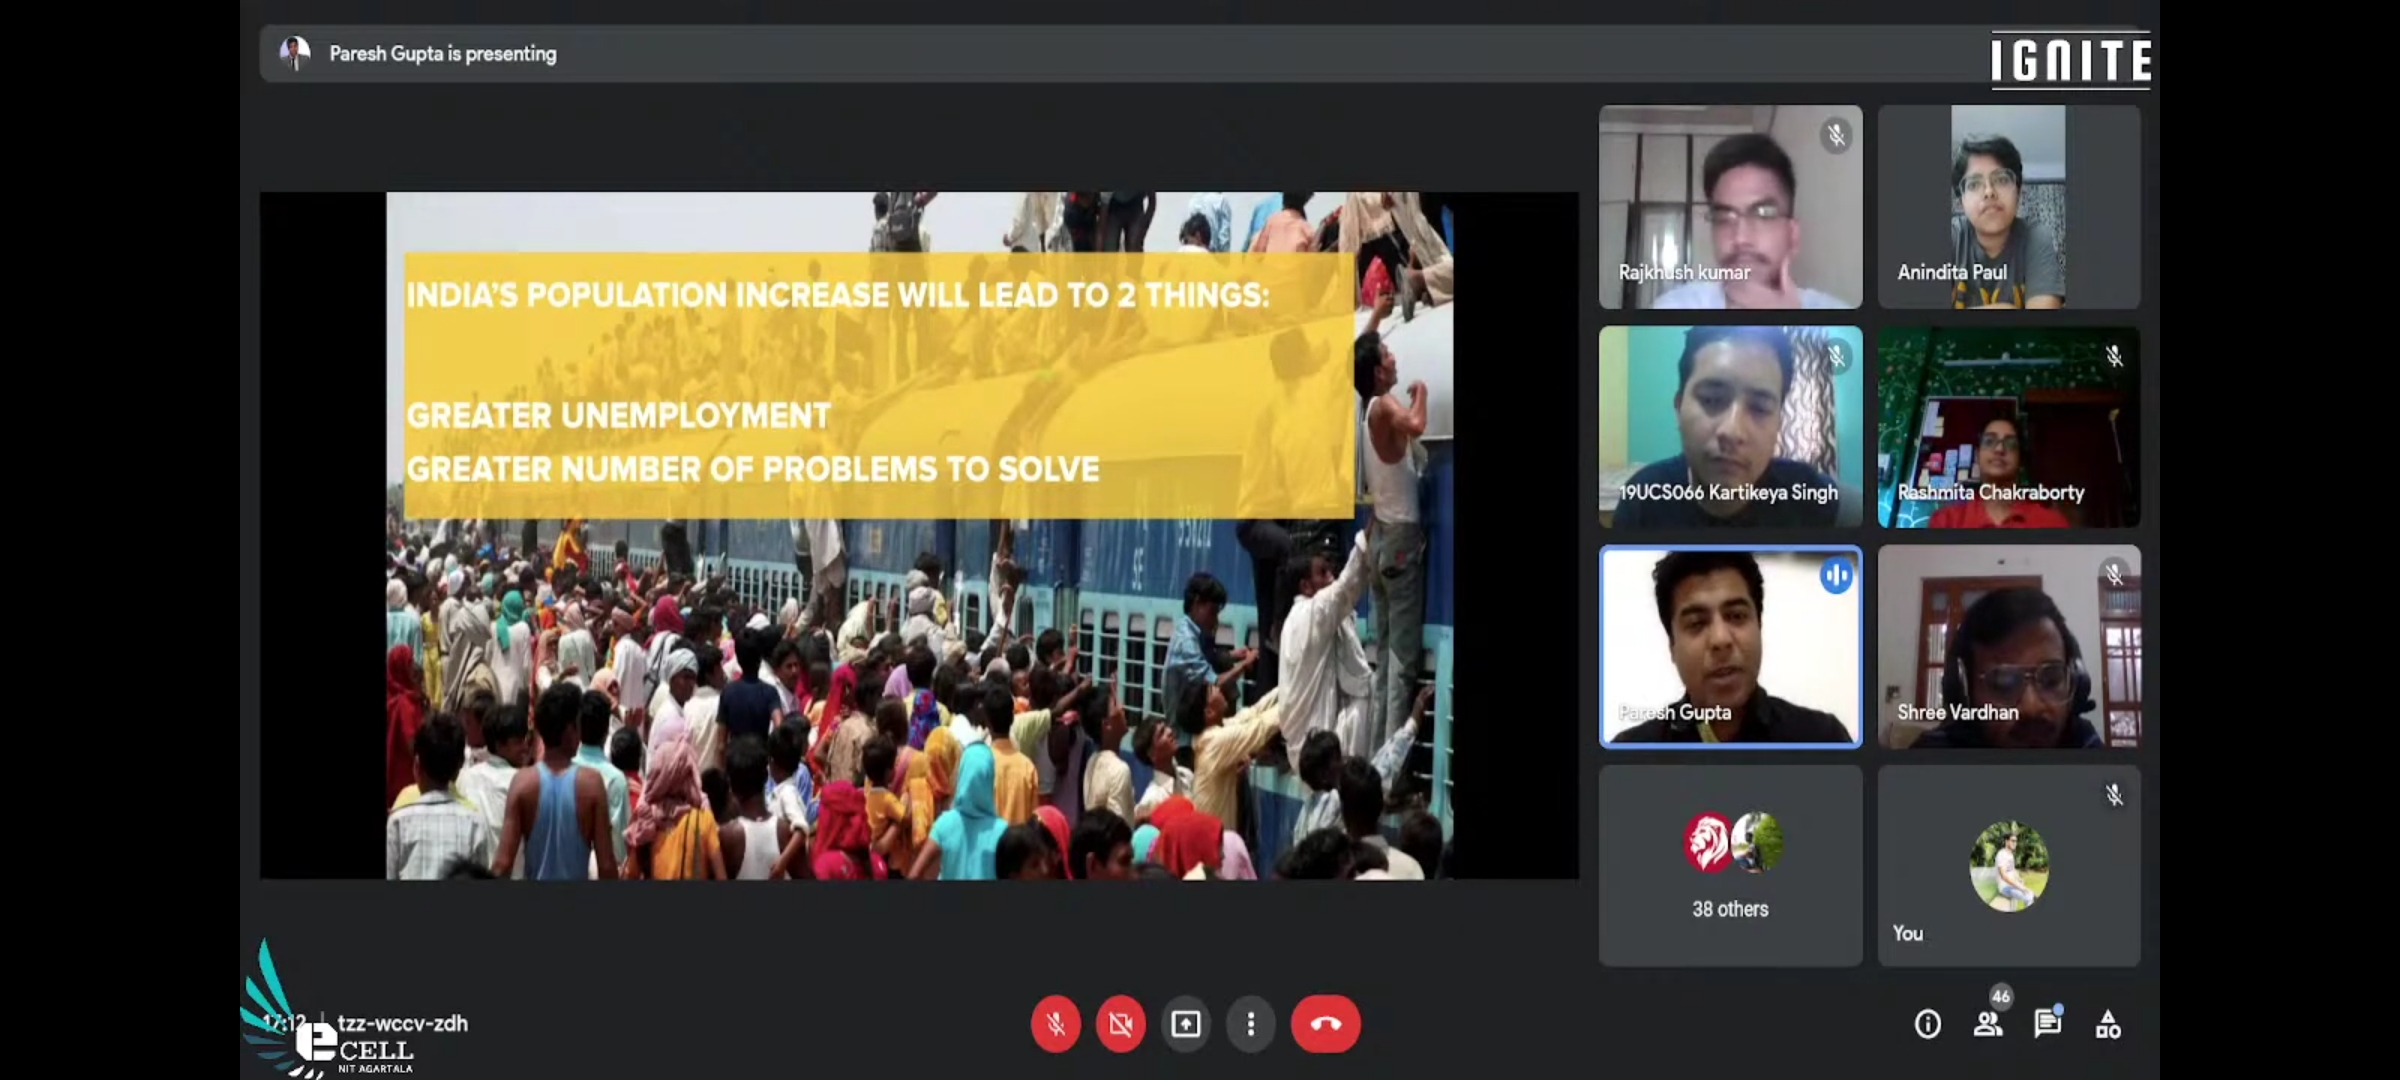 Paresh Gupta is presenting
IGNITE
INDIA'S POPULATION INCREASE WILL LEAD TO 2 THINGS:
GREATER UNEMPLOYMENT
GREATER NUMBER OF PROBLEMS TO SOLVE
SE
Rajkhush kumar
Anindita Paul
19UCS066 Kartikeya Singh
Rashmita Chakraborty
Paresh Gupta
Shree Vardhan
38 others
You
17:12 | tzz-wccv-zdh
46
e CELL
NIT AGARTALA